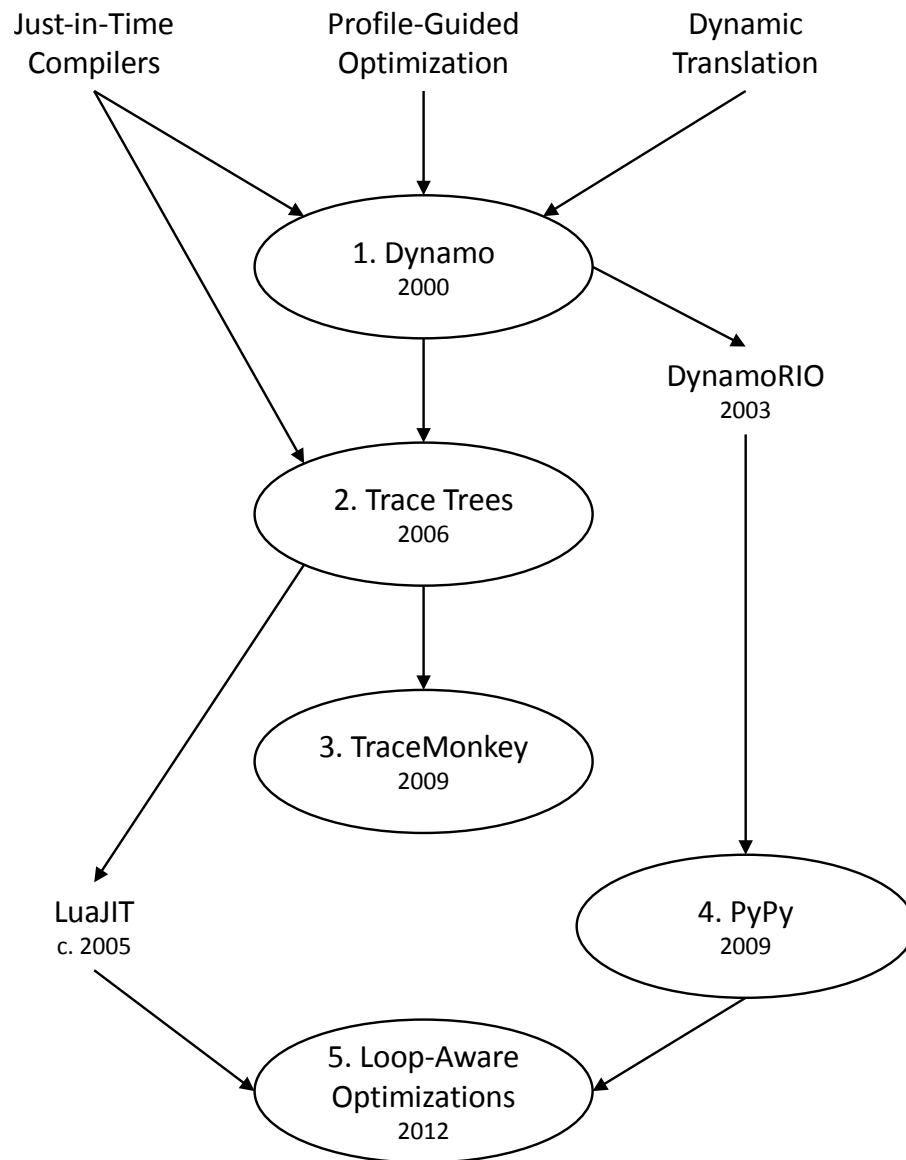 Just-in-Time
Compilers
Profile-Guided
Optimization
Dynamic
Translation
1. Dynamo
2000
DynamoRIO
2003
2. Trace Trees
2006
3. TraceMonkey
2009
LuaJIT
c. 2005
4. PyPy
2009
5. Loop-Aware
Optimizations
2012